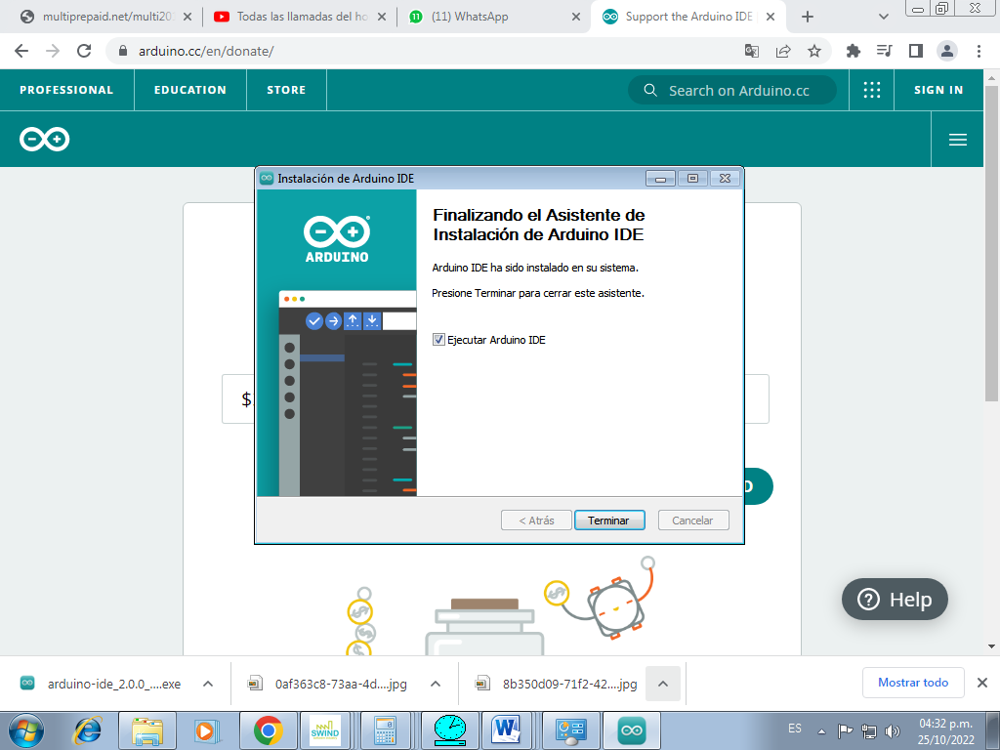 multiprepaid.net/multi20
Todas las llamadas del ho
11
(11) WhatsApp
Support the Arduino IDE
arduino.cc/en/donate/
PROFESSIONAL
EDUCATION
STORE
Search on Arduino.cc
SIGN IN
Instalación de Arduino IDE
ARDUINO
Finalizando el Asistente de
Instalación de Arduino IDE
Arduino IDE ha sido instalado en su sistema.
Presione Terminar para cerrar este asistente.
Ejecutar Arduino IDE
$
O
< Atrás
Terminar
Cancelar
Help
arduino-ide_2.0.0_....exe
0af363c8-73aa-4d....jpg
8b350d09-71f2-42....jpg
Mostrar todo
SWIND
ES
04:32 p.m.
25/10/2022